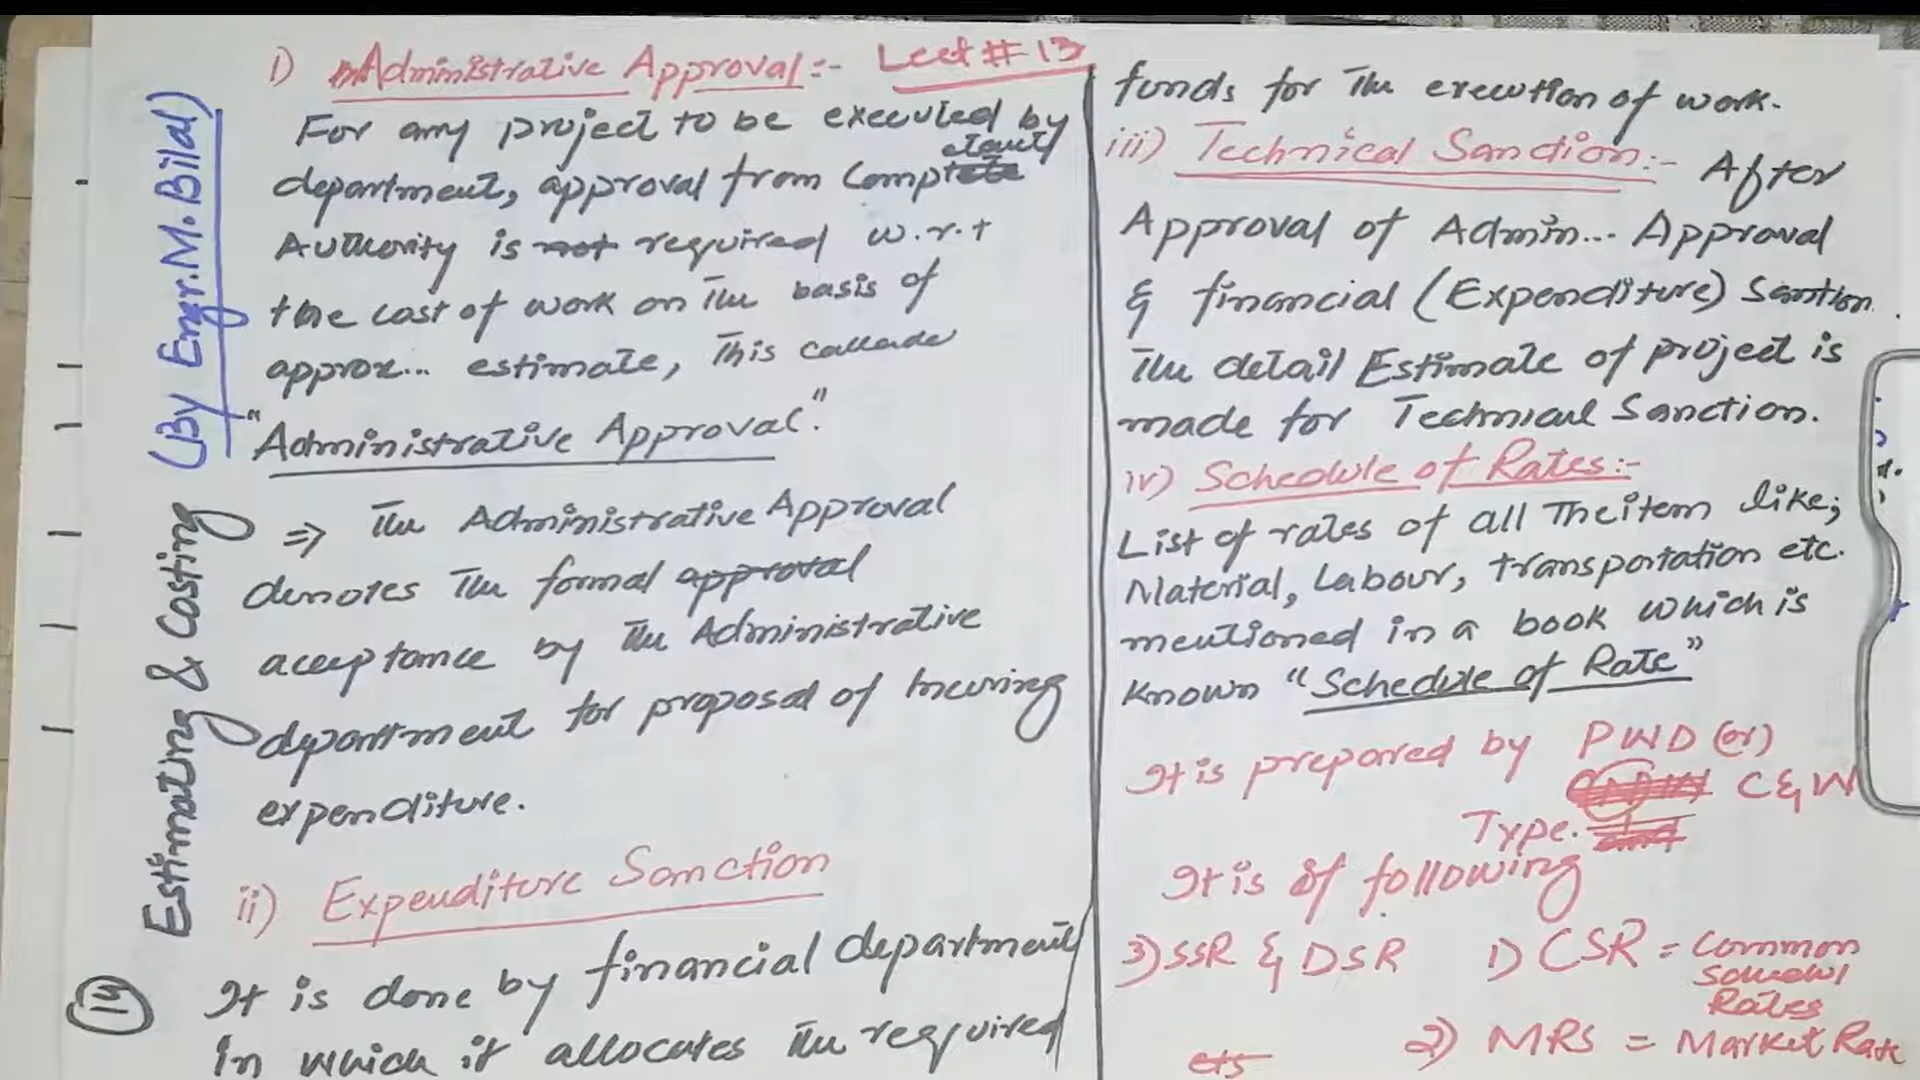 Estimating & Costing (By Engr. M. Bilal)
i) Administrative Approval:- Lect # 13
For any project to be executed by
department, approval from Comp etent
Authority is not required w.r.t
the cost of work on the basis of
approx... estimate, This
"Administrative Approval."
⇒ The Administrative Approval
denotes the formal approval
acceptance by the Administrative
department for proposal of Incuring
expenditure.
ii) Expenditure Sanction
It is done by financial department
in which it allocates the required
14
funds for the execution of work.
iii) Technical Sanction:- After
Approval of Admin... Approval
& financial (Expenditure) Santion.
The detail Estimate of project is
made for Technical Sanction.
iv) Schedule of Rates:-
List of rates of all The item like;
Material, Labour, transportation etc.
mentioned in a book which is
known "Schedule of Rate"
It is prepared by PWD (or)
C & W
Type.
It is of following
3) SSR & DSR 1) CSR = Common
Rates
2) MRS = Market Rate
ets